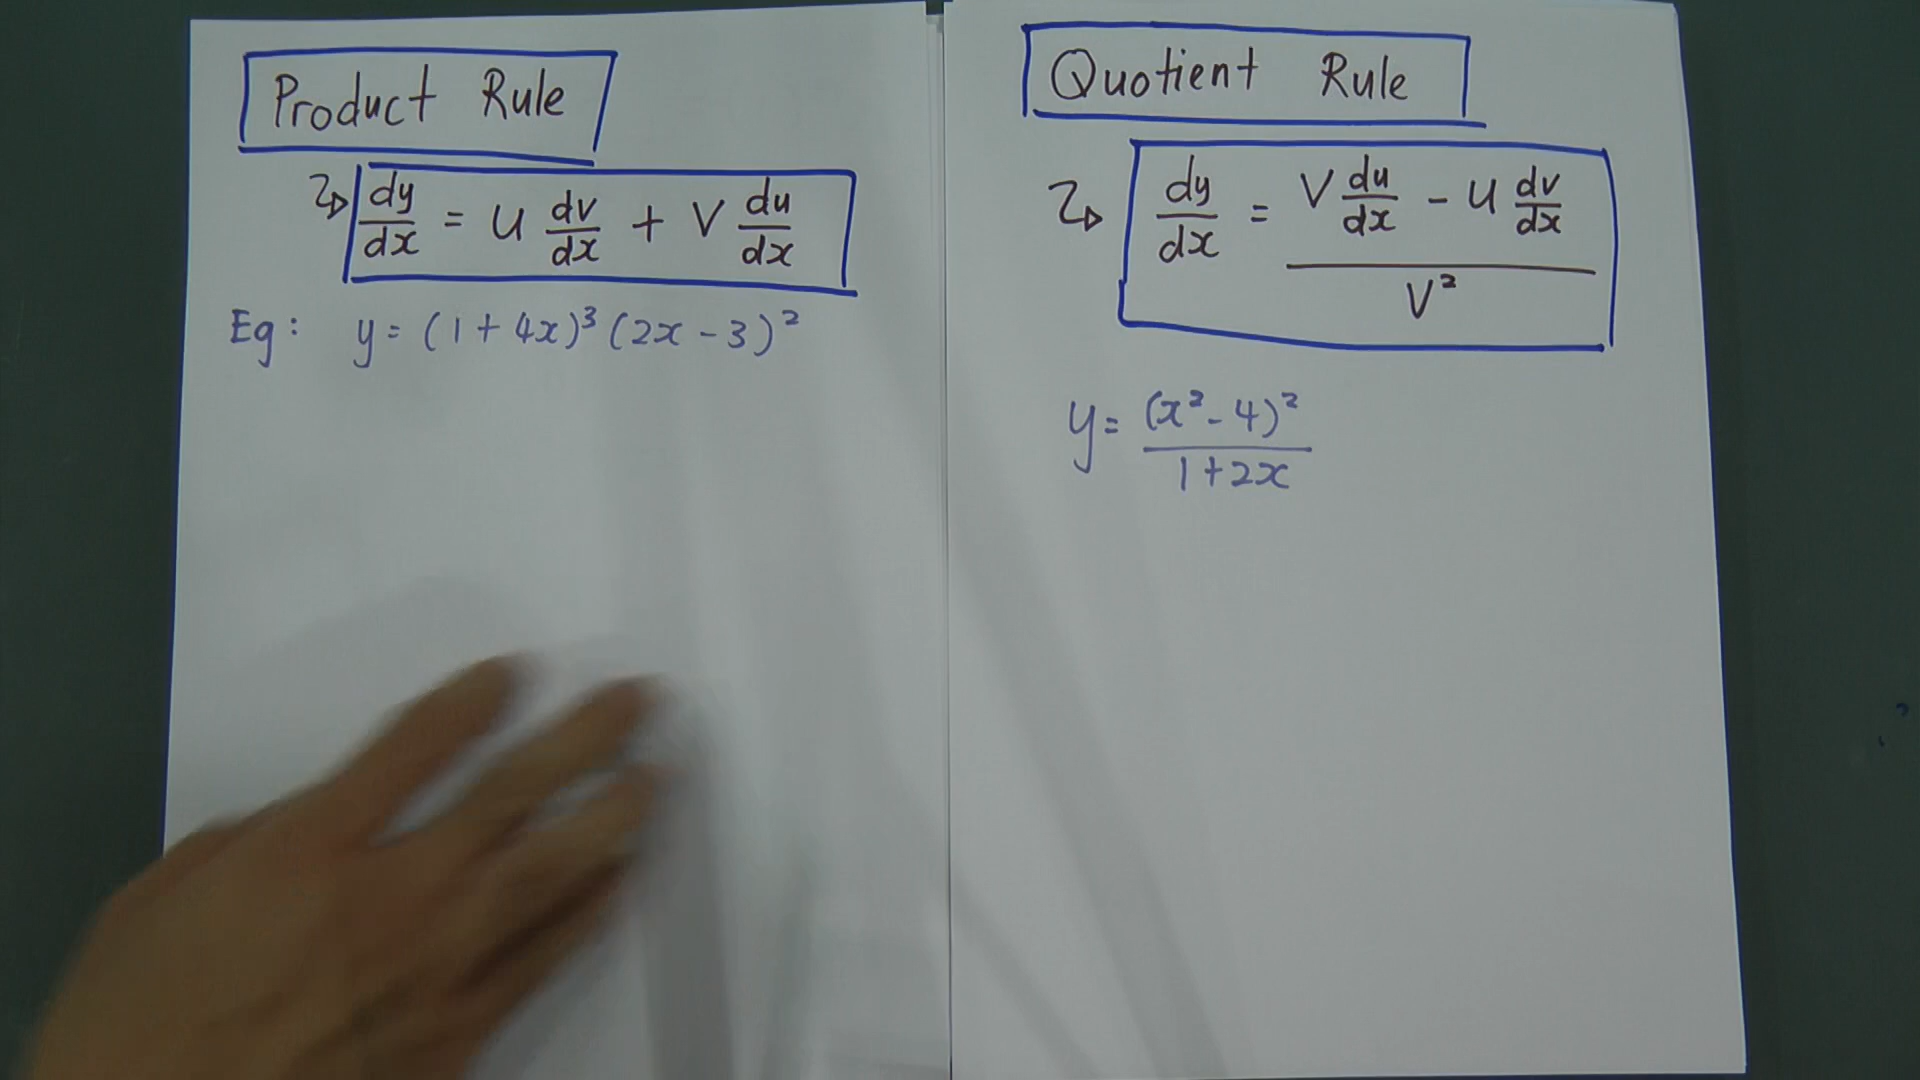 Product Rule
dy/dx = u dv/dx + v du/dx
Eg: y = (1 + 4x)³ (2x - 3)²
Quotient Rule
dy/dx = (v du/dx - u dv/dx) / v²
y = (x² - 4)² / 1 + 2x